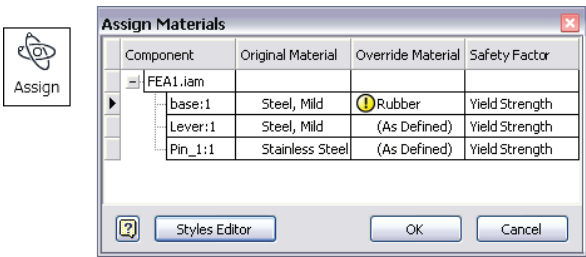 Assign
Assign Materials
Component Original Material Override Material Safety Factor
FEA1.iam
base:1 Steel, Mild Rubber Yield Strength
Lever:1 Steel, Mild (As Defined) Yield Strength
Pin_1:1 Stainless Steel (As Defined) Yield Strength
Styles Editor OK Cancel